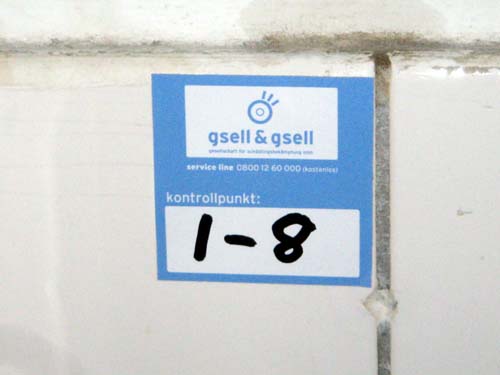 gsell & gsell
gesellschaft für schädlingsbekämpfung mbh
service line 0800 12 60 000 (kostenlos)
kontrollpunkt:
1-8